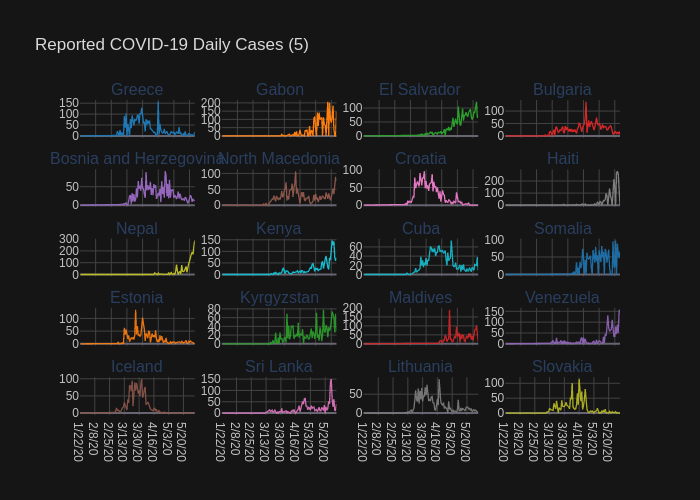 Reported COVID-19 Daily Cases (5)
Greece Gabon El Salvador Bulgaria
150 100 50 0
200 150 100 50 0
100 50 0
100 50 0
Bosnia and Herzegovina North Macedonia Croatia Haiti
50 0
100 50 0
100 50 0
200 100 0
Nepal Kenya Cuba Somalia
300 200 100 0
150 100 50 0
60 40 20 0
100 50 0
Estonia Kyrgyzstan Maldives Venezuela
100 50 0
80 60 40 20 0
200 150 100 50 0
150 100 50 0
Iceland Sri Lanka Lithuania Slovakia
100 50 0
150 100 50 0
50 0
100 50 0
1/22/20 2/8/20 2/25/20 3/13/20 3/30/20 4/16/20 5/3/20 5/20/20
1/22/20 2/8/20 2/25/20 3/13/20 3/30/20 4/16/20 5/3/20 5/20/20
1/22/20 2/8/20 2/25/20 3/13/20 3/30/20 4/16/20 5/3/20 5/20/20
1/22/20 2/8/20 2/25/20 3/13/20 3/30/20 4/16/20 5/3/20 5/20/20